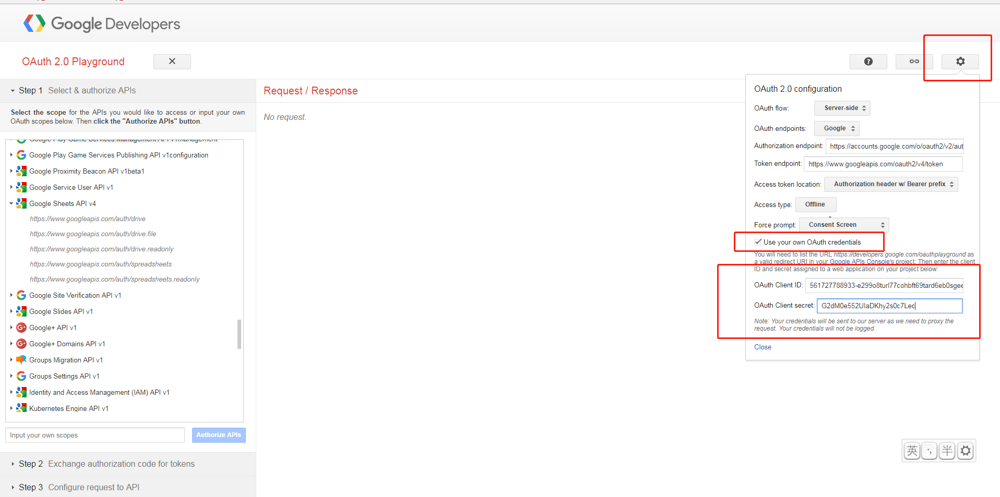 Google Developers
OAuth 2.0 Playground
Step 1 Select & authorize APIs
Select the scope for the APIs you would like to access or input your own
OAuth scopes below. Then click the "Authorize APIs" button.
Google Play Game Services Management API v1management
Google Play Game Services Publishing API v1configuration
Google Proximity Beacon API v1beta1
Google Service User API v1
Google Sheets API v4
https://www.googleapis.com/auth/drive
https://www.googleapis.com/auth/drive.file
https://www.googleapis.com/auth/drive.readonly
https://www.googleapis.com/auth/spreadsheets
https://www.googleapis.com/auth/spreadsheets.readonly
Google Site Verification API v1
Google Slides API v1
Google+ API v1
Google+ Domains API v1
Groups Migration API v1
Groups Settings API v1
Identity and Access Management (IAM) API v1
Kubernetes Engine API v1
Input your own scopes
Authorize APIs
Step 2 Exchange authorization code for tokens
Step 3 Configure request to API
Request / Response
No request.
OAuth 2.0 configuration
OAuth flow: Server-side
OAuth endpoints: Google
Authorization endpoint: https://accounts.google.com/o/oauth2/v2/aut
Token endpoint: https://www.googleapis.com/oauth2/v4/token
Access token location: Authorization header w/ Bearer prefix
Access type: Offline
Force prompt: Consent Screen
Use your own OAuth credentials
You will need to list the URL https://developers.google.com/oauthplayground as
a valid redirect URI in your Google APIs Console's project. Then enter the client
ID and secret assigned to a web application on your project below:
OAuth Client ID: 561727788933-e299o8turl77cohbft69tard6eb0sgee
OAuth Client secret: G2dM0e552UlaDKhy2s0c7Lec
Note: Your credentials will be sent to our server as we need to proxy the
request. Your credentials will not be logged.
Close
英 ·, 半